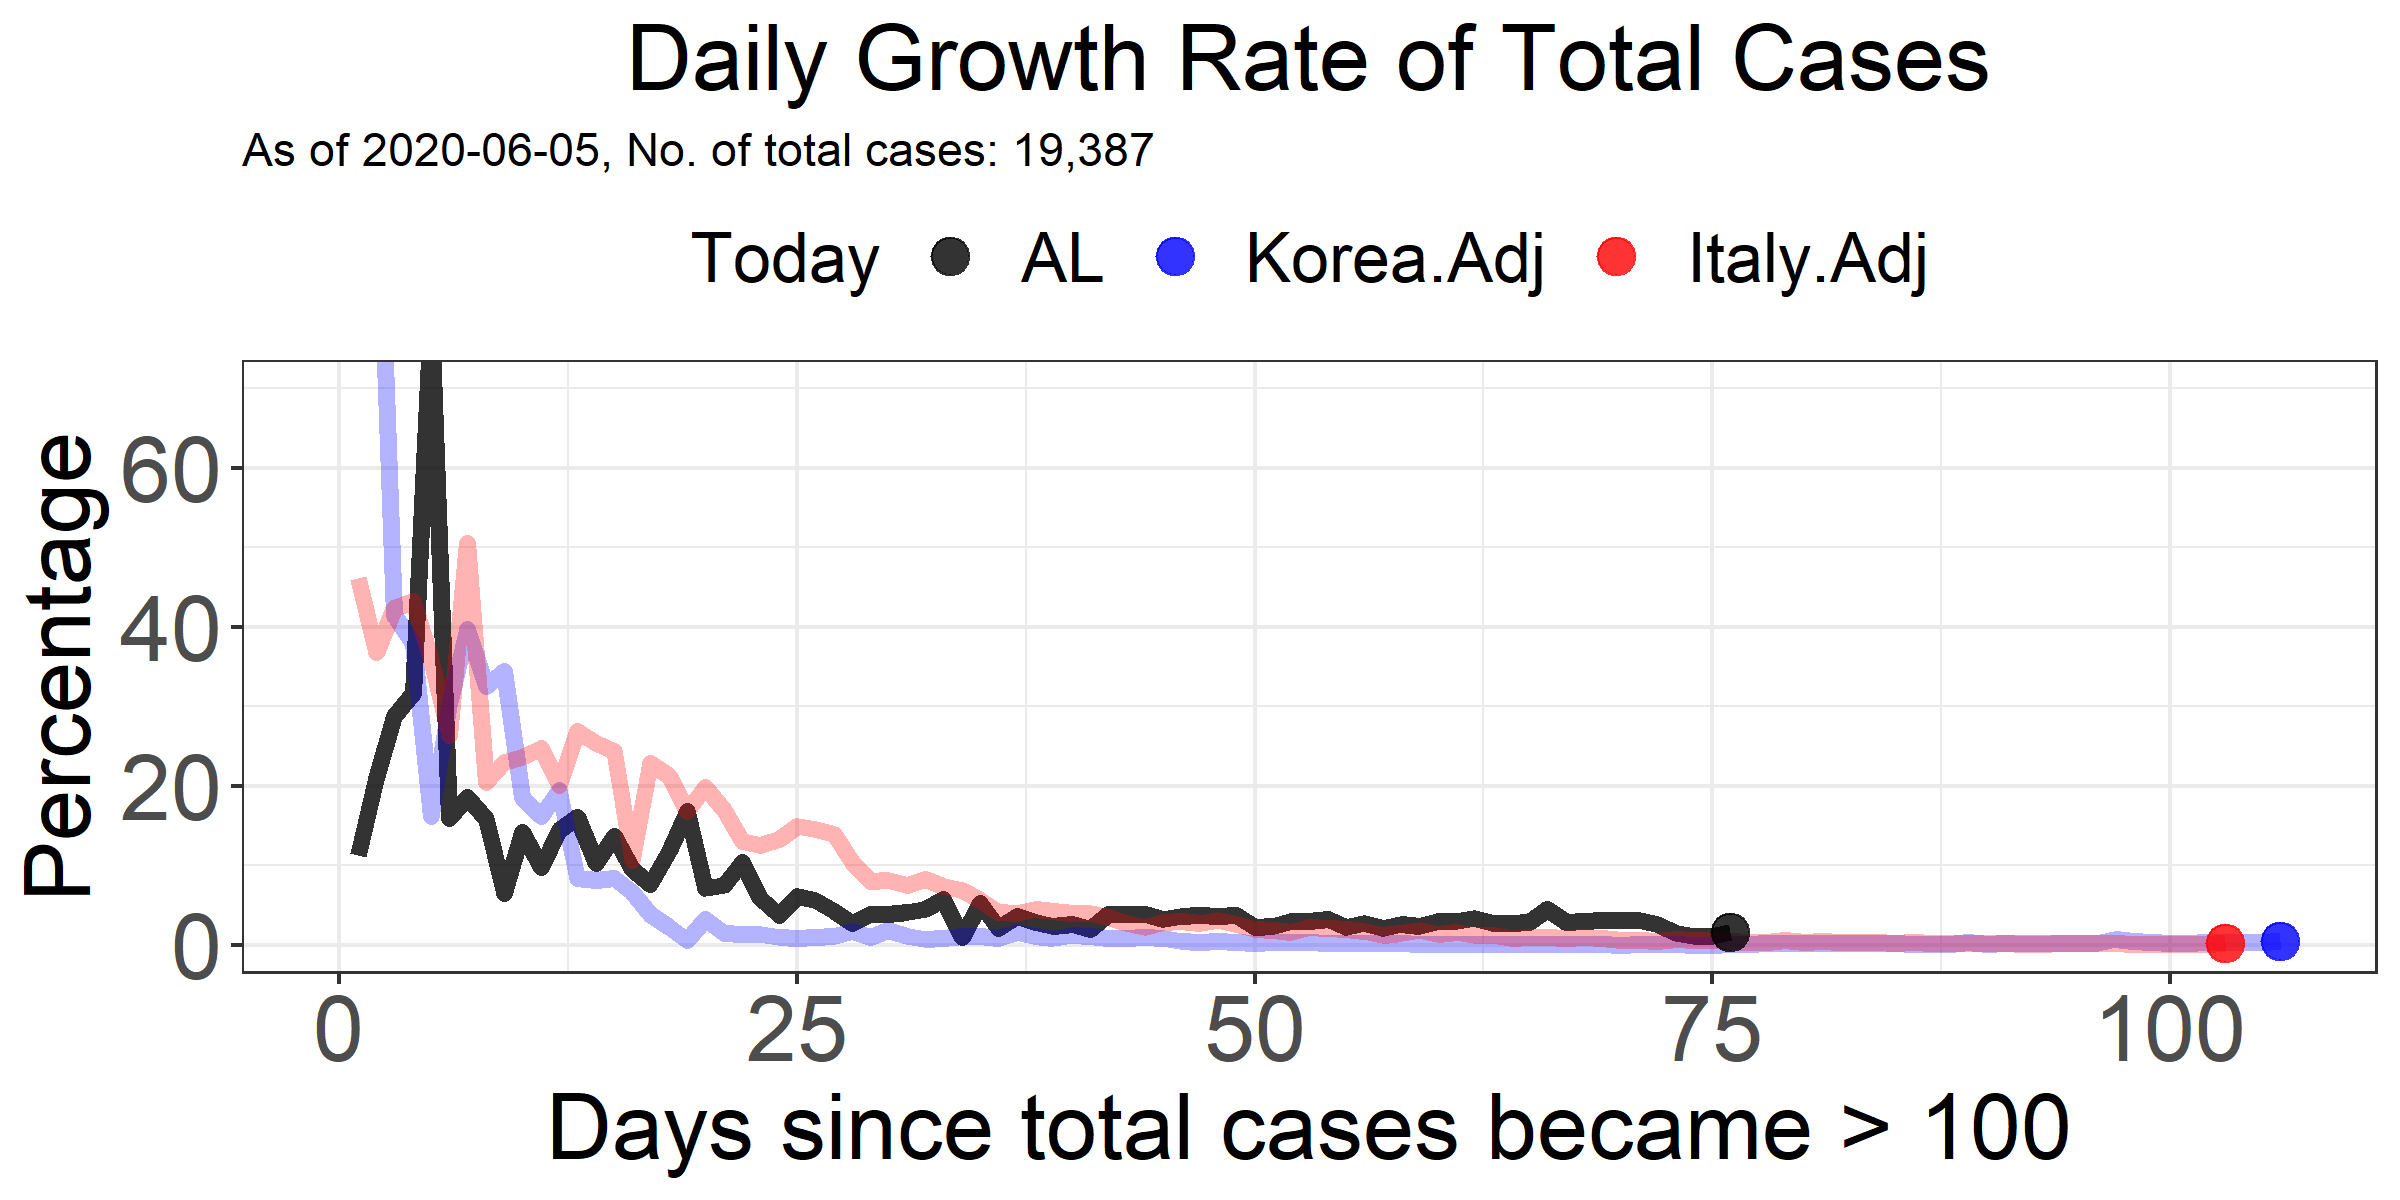 Daily Growth Rate of Total Cases
As of 2020-06-05, No. of total cases: 19,387
Today AL Korea.Adj Italy.Adj
Percentage
60
40
20
0
0 25 50 75 100
Days since total cases became > 100